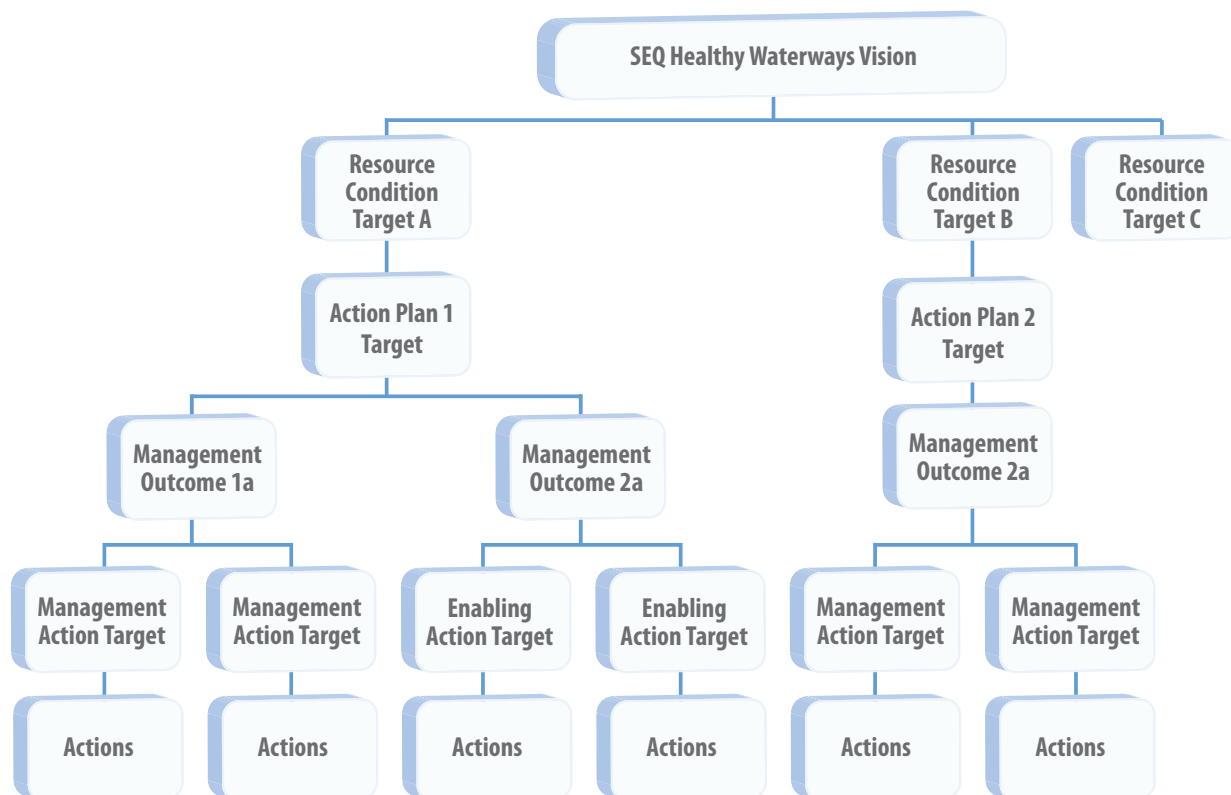 SEQ Healthy Waterways Vision
Resource
Condition
Target A
Resource
Condition
Target B
Resource
Condition
Target C
Action Plan 1
Target
Action Plan 2
Target
Management
Outcome 1a
Management
Outcome 2a
Management
Outcome 2a
Management
Action Target
Management
Action Target
Enabling
Action Target
Enabling
Action Target
Management
Action Target
Management
Action Target
Actions
Actions
Actions
Actions
Actions
Actions